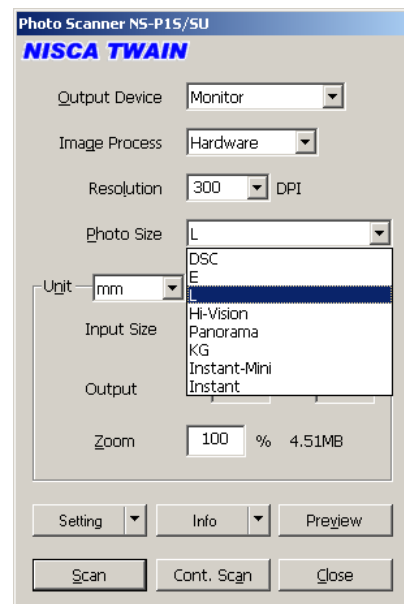 Photo Scanner NS-P1S/SU
NISCA TWAIN
Output Device Monitor
Image Process Hardware
Resolution 300 DPI
Photo Size L
DSC
E
L
Hi-Vision
Panorama
KG
Instant-Mini
Instant
Unit mm
Input Size
Output
Zoom 100 % 4.51MB
Setting Info Preview
Scan Cont. Scan Close